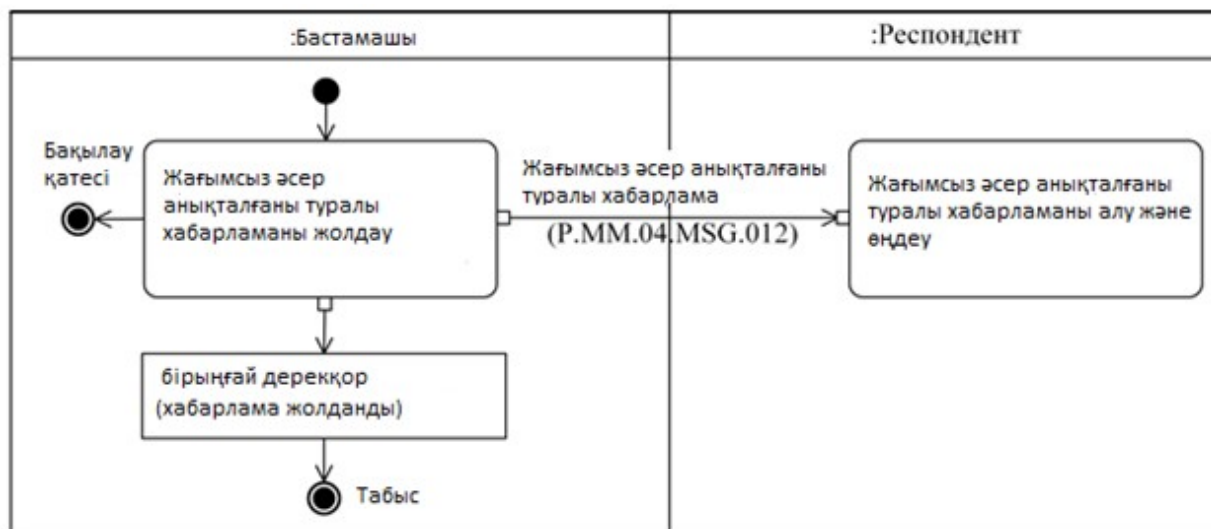 :Бастамашы
:Респондент
Бақылау
қатесі
Жағымсыз әсер
анықталғаны туралы
хабарламаны жолдау
Жағымсыз әсер анықталғаны
туралы хабарлама
(P.MM.04.MSG.012)
Жағымсыз әсер анықталғаны
туралы хабарламаны алу және
өңдеу
бірыңғай дерекқор
(хабарлама жолданды)
Табыс